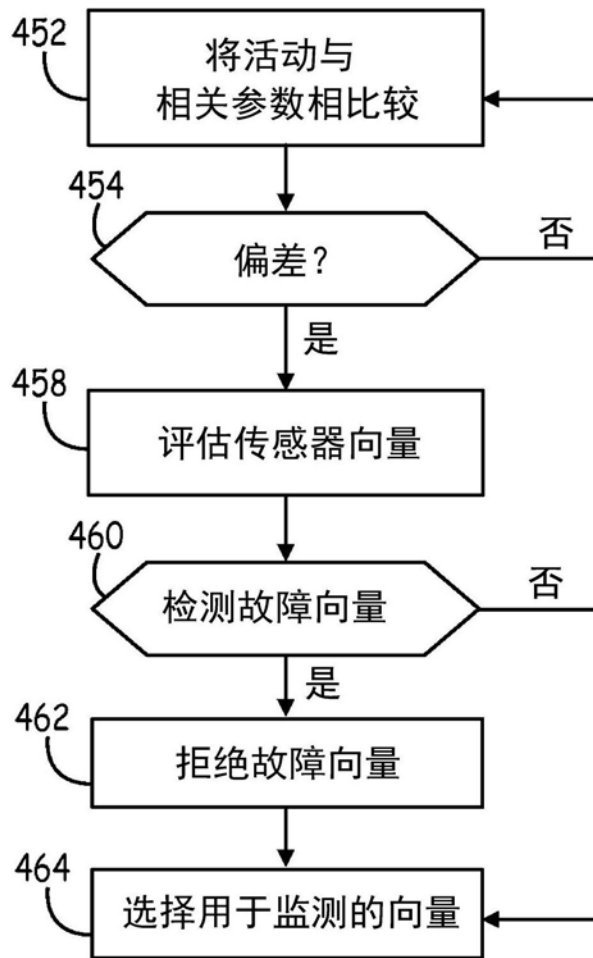 452
将活动与
相关参数相比较
454
偏差？
否
是
458
评估传感器向量
460
检测故障向量
否
是
462
拒绝故障向量
464
选择用于监测的向量